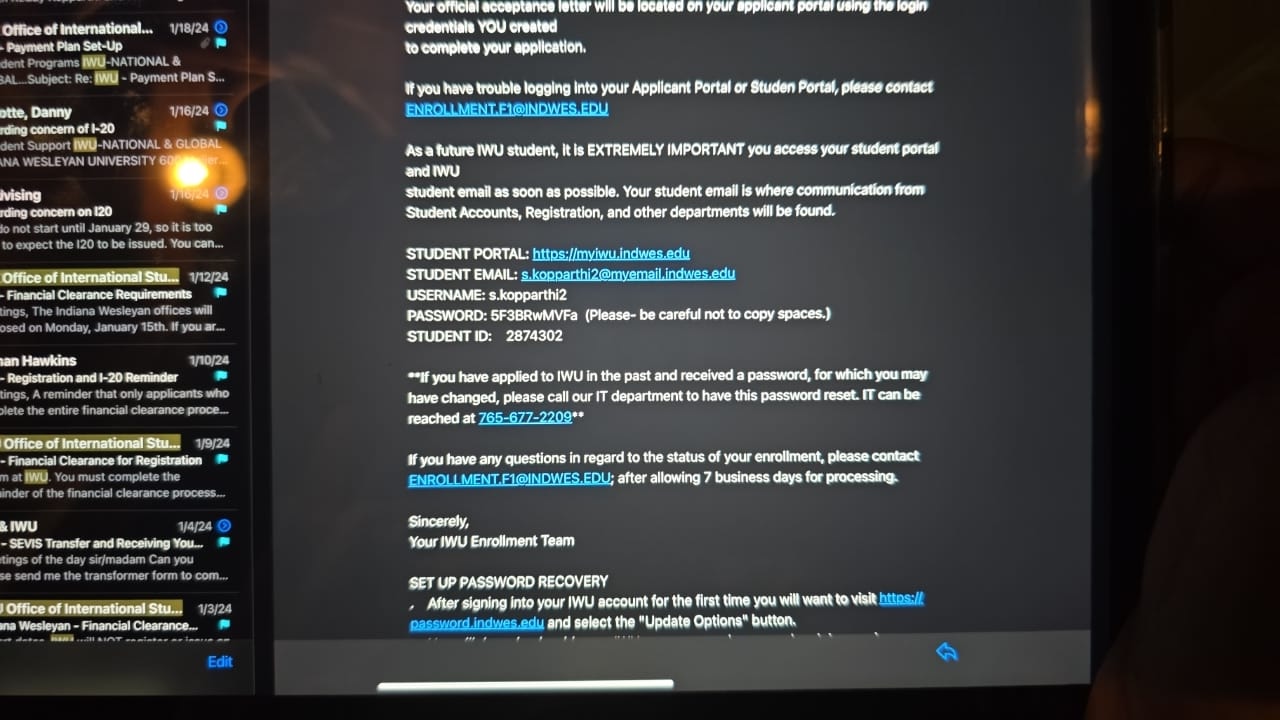 Office of International... 1/18/24
- Payment Plan Set-Up
dent Programs IWU-NATIONAL &
BAL...Subject: Re: IWU - Payment Plan S...
otte, Danny 1/16/24
rding concern of I-20
dent Support IWU-NATIONAL & GLOBAL
ANA WESLEYAN UNIVERSITY
vising 1/16/24
rding concern on I20
do not start until January 29, so it is too
to expect the I20 to be issued. You can...
Office of International Stu... 1/12/24
- Financial Clearance Requirements
tings, The Indiana Wesleyan offices will
osed on Monday, January 15th. If you ar...
nan Hawkins 1/10/24
- Registration and I-20 Reminder
tings, A reminder that only applicants who
plete the entire financial clearance proce...
Office of International Stu... 1/9/24
- Financial Clearance for Registration
m at IWU. You must complete the
inder of the financial clearance process...
& IWU 1/4/24
- SEVIS Transfer and Receiving You...
etings of the day sir/madam Can you
se send me the transformer form to com...
Office of International Stu... 1/3/24
ana Wesleyan - Financial Clearance...
IWU will NOT register or issue
Edit
Your official acceptance letter will be located on your applicant portal using the login
credentials YOU created
to complete your application.
If you have trouble logging into your Applicant Portal or Studen Portal, please contact
ENROLLMENT.F1@INDWES.EDU
As a future IWU student, it is EXTREMELY IMPORTANT you access your student portal
and IWU
student email as soon as possible. Your student email is where communication from
Student Accounts, Registration, and other departments will be found.
STUDENT PORTAL: https://myiwu.indwes.edu
STUDENT EMAIL: s.kopparthi2@myemail.indwes.edu
USERNAME: s.kopparthi2
PASSWORD: 5F3BRwMVFa (Please- be careful not to copy spaces.)
STUDENT ID: 2874302
**If you have applied to IWU in the past and received a password, for which you may
have changed, please call our IT department to have this password reset. IT can be
reached at 765-677-2209**
If you have any questions in regard to the status of your enrollment, please contact
ENROLLMENT.F1@INDWES.EDU; after allowing 7 business days for processing.
Sincerely,
Your IWU Enrollment Team
SET UP PASSWORD RECOVERY
After signing into your IWU account for the first time you will want to visit https://
password.indwes.edu and select the "Update Options" button.